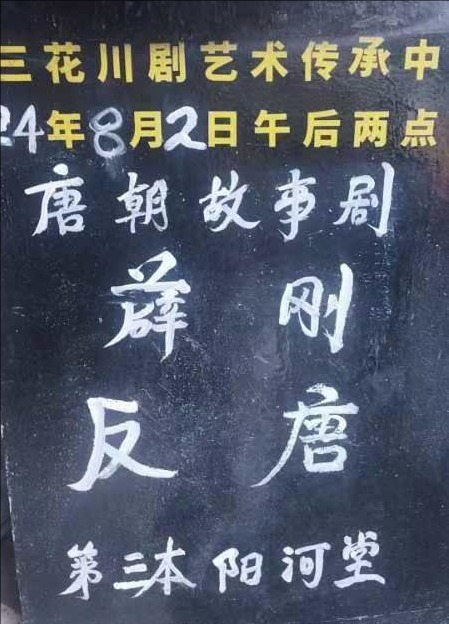 三花川剧艺术传承中
24年8月2日午后两点
唐朝故事剧
薛刚
反唐
第三本 阳河堂